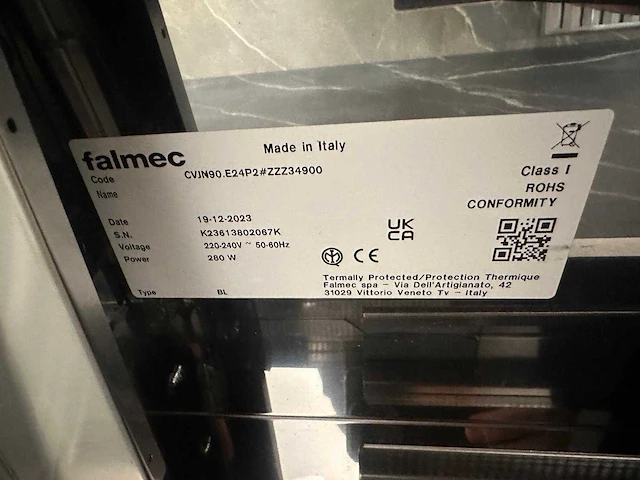 falmec
Made in Italy
Code CVJN90.E24P2#ZZZ34900
Name
Class I
ROHS
CONFORMITY
Date 19-12-2023
S.N. K23613802067K
Voltage 220-240V ~ 50-60Hz
Power 280 W
UK
CA
CE
Termally Protected/Protection Thermique
Falmec spa - Via Dell'Artigianato, 42
31029 Vittorio Veneto Tv - Italy
Type BL